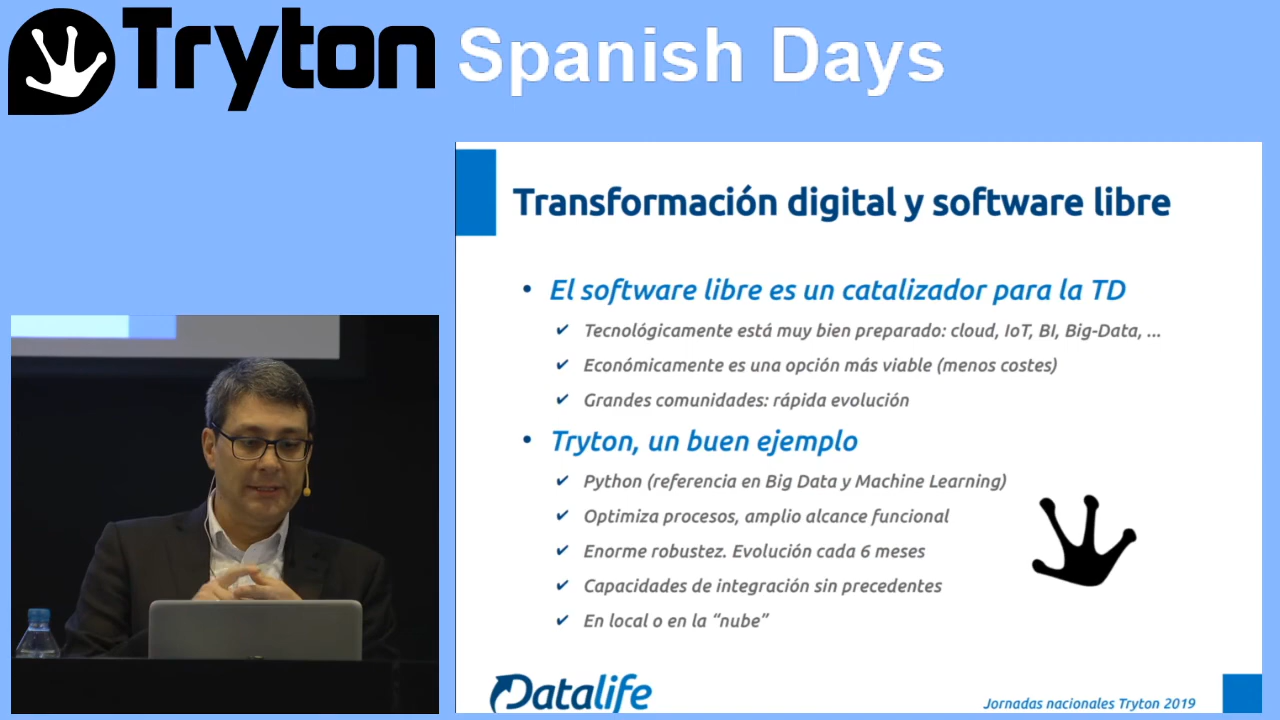 Tryton Spanish Days
Transformación digital y software libre
• El software libre es un catalizador para la TD
✔ Tecnológicamente está muy bien preparado: cloud, IoT, BI, Big-Data, ...
✔ Económicamente es una opción más viable (menos costes)
✔ Grandes comunidades: rápida evolución
• Tryton, un buen ejemplo
✔ Python (referencia en Big Data y Machine Learning)
✔ Optimiza procesos, amplio alcance funcional
✔ Enorme robustez. Evolución cada 6 meses
✔ Capacidades de integración sin precedentes
✔ En local o en la “nube”
Datalife
Jornadas nacionales Tryton 2019